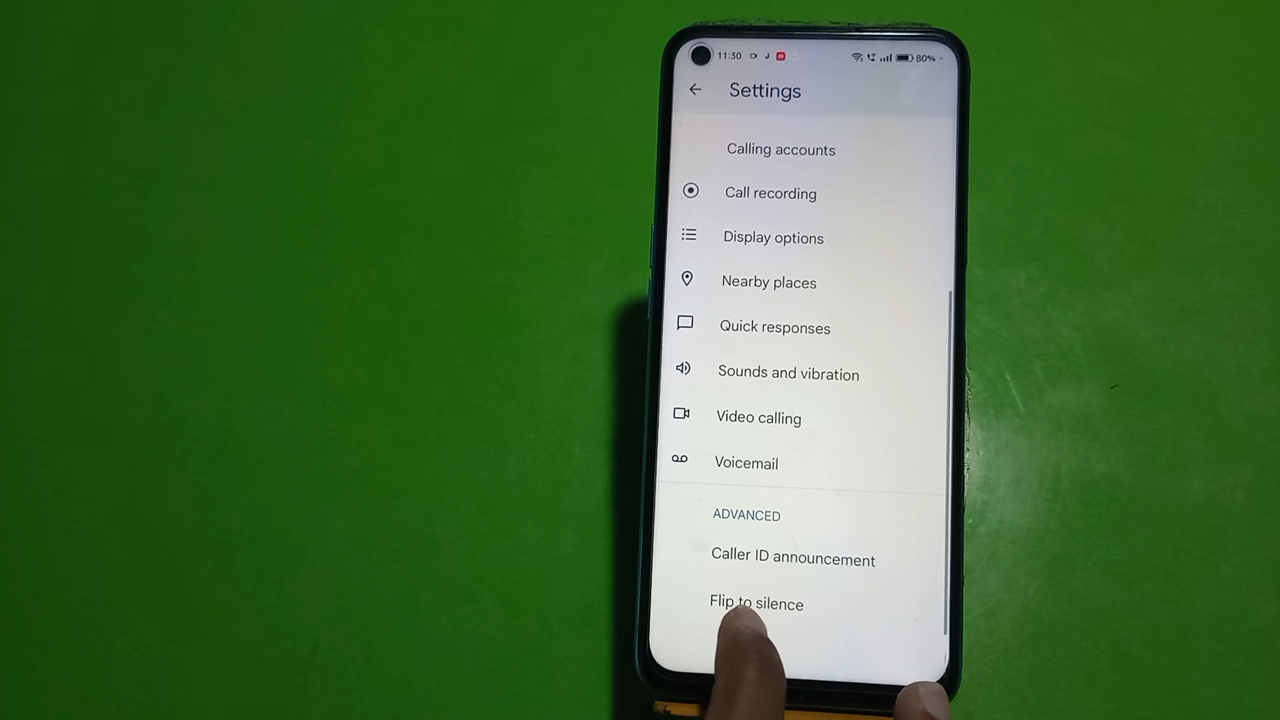 11:30 80%
Settings
Calling accounts
Call recording
Display options
Nearby places
Quick responses
Sounds and vibration
Video calling
Voicemail
ADVANCED
Caller ID announcement
Flip to silence